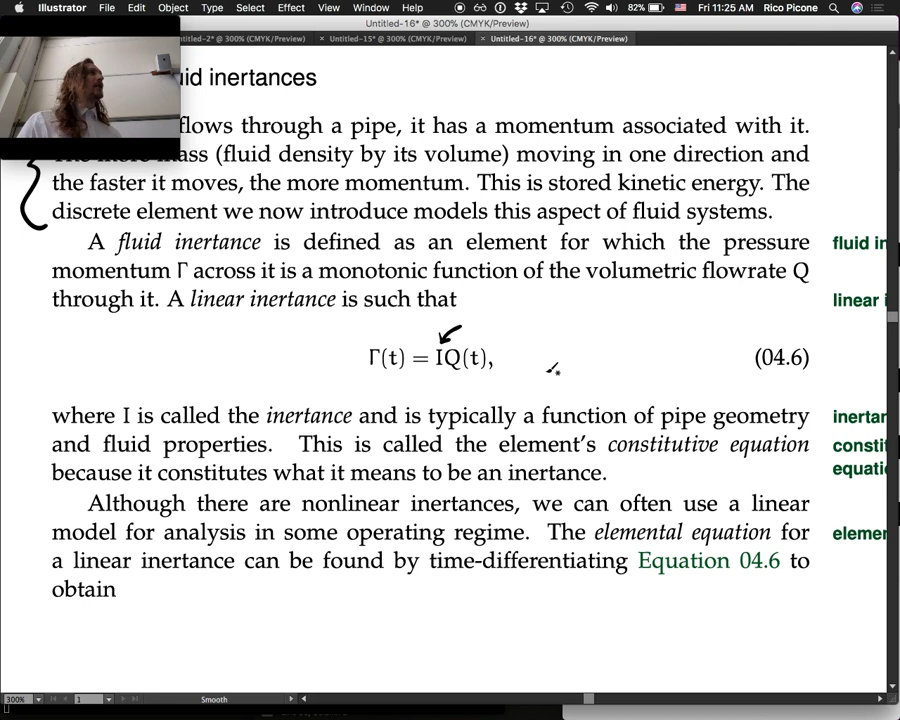 Illustrator File Edit Object Type Select Effect View Window Help 82% Fri 11:25 AM Rico Picone
Untitled-16* @ 300% (CMYK/Preview)
ntitled-2* @ 300% (CMYK/Preview) × Untitled-15* @ 300% (CMYK/Preview) × Untitled-16* @ 300% (CMYK/Preview)
uid inertances
flows through a pipe, it has a momentum associated with it.
mass (fluid density by its volume) moving in one direction and
the faster it moves, the more momentum. This is stored kinetic energy. The
discrete element we now introduce models this aspect of fluid systems.
A fluid inertance is defined as an element for which the pressure fluid in
momentum Γ across it is a monotonic function of the volumetric flowrate Q
through it. A linear inertance is such that linear i
Γ(t) = IQ(t), (04.6)
where I is called the inertance and is typically a function of pipe geometry inertar
and fluid properties. This is called the element's constitutive equation constit
because it constitutes what it means to be an inertance. equatio
Although there are nonlinear inertances, we can often use a linear
model for analysis in some operating regime. The elemental equation for elemer
a linear inertance can be found by time-differentiating Equation 04.6 to
obtain
300% 1 Smooth